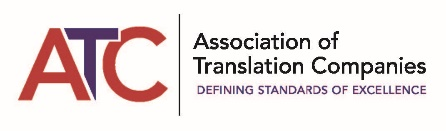 ATC
Association of
Translation Companies
DEFINING STANDARDS OF EXCELLENCE